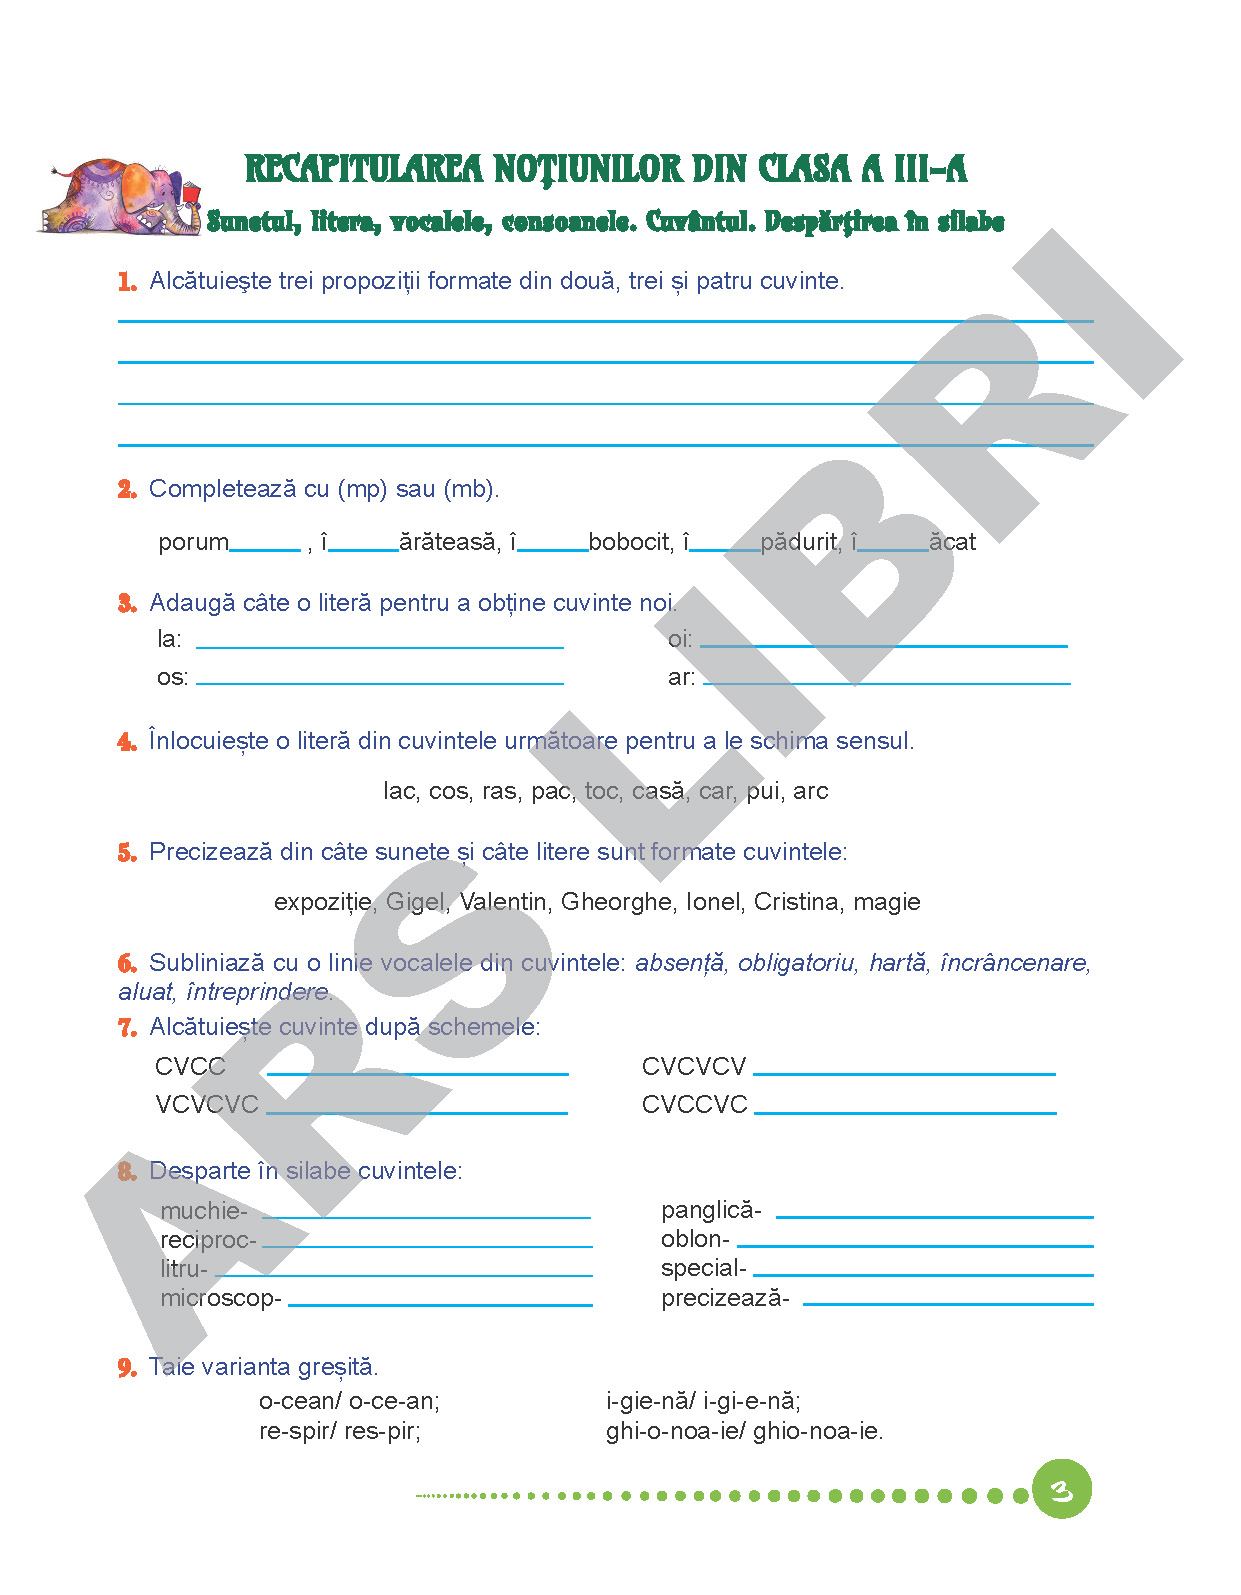 RECAPITULAREA NOȚIUNILOR DIN CLASA A III-A
Sunetul, litera, vocalele, consoanele. Cuvântul. Despărțirea în silabe
1. Alcătuieşte trei propoziții formate din două, trei și patru cuvinte.
2. Completează cu (mp) sau (mb).
porum______ , î______ărăteasă, î______bobocit, î______pădurit, î______ăcat
3. Adaugă câte o literă pentru a obține cuvinte noi.
la: ______ oi: ______
os: ______ ar: ______
4. Înlocuiește o literă din cuvintele următoare pentru a le schima sensul.
lac, cos, ras, pac, toc, casă, car, pui, arc
5. Precizează din câte sunete și câte litere sunt formate cuvintele:
expoziție, Gigel, Valentin, Gheorghe, Ionel, Cristina, magie
6. Subliniază cu o linie vocalele din cuvintele: absență, obligatoriu, hartă, încrâncenare,
aluat, întreprindere.
7. Alcătuiește cuvinte după schemele:
CVCC ______ CVCVCV ______
VCVCVC ______ CVCCVC ______
8. Desparte în silabe cuvintele:
muchie- ______ panglică- ______
reciproc- ______ oblon- ______
litru- ______ special- ______
microscop- ______ precizează- ______
9. Taie varianta greșită.
o-cean/ o-ce-an; i-gie-nă/ i-gi-e-nă;
re-spir/ res-pir; ghi-o-noa-ie/ ghio-noa-ie.
3
ARS LIBRI